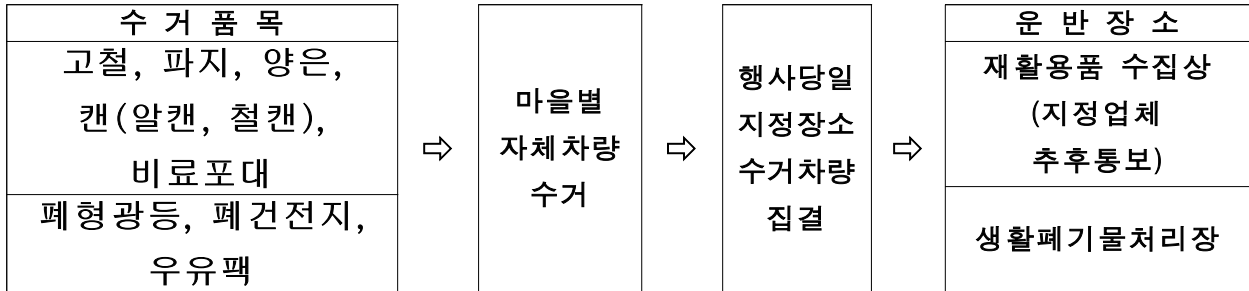 수 거 품 목
고철, 파지, 양은,
캔(알캔, 철캔),
비료포대
폐형광등, 폐건전지,
우유팩
⇨
마을별
자체차량
수거
⇨
행사당일
지정장소
수거차량
집결
⇨
운 반 장 소
재활용품 수집상
(지정업체
추후통보)
생활폐기물처리장